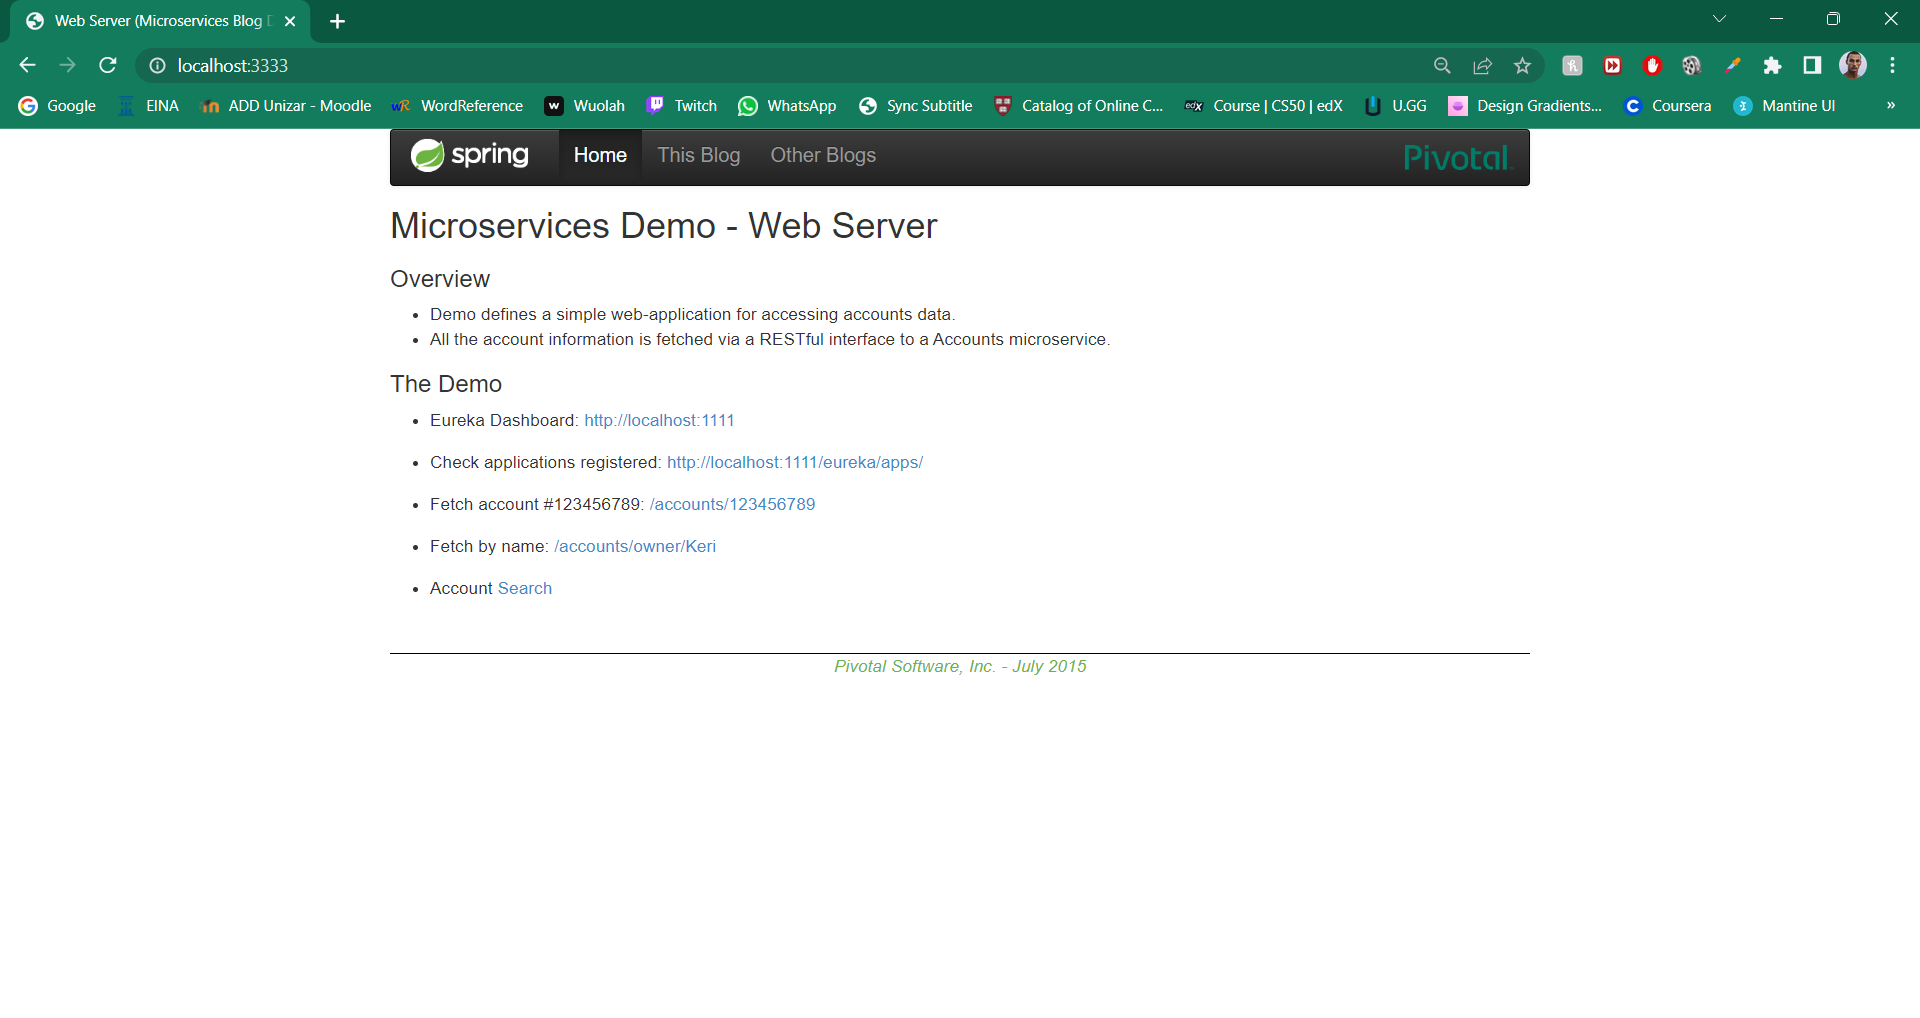 Web Server (Microservices Blog
localhost:3333
Google EINA ADD Unizar - Moodle WR WordReference w Wuolah Twitch WhatsApp Sync Subtitle Catalog of Online C... edX Course | CS50 | edX U.GG Design Gradients... C Coursera Mantine UI »
spring Home This Blog Other Blogs Pivotal
Microservices Demo - Web Server
Overview
• Demo defines a simple web-application for accessing accounts data.
• All the account information is fetched via a RESTful interface to a Accounts microservice.
The Demo
• Eureka Dashboard: http://localhost:1111
• Check applications registered: http://localhost:1111/eureka/apps/
• Fetch account #123456789: /accounts/123456789
• Fetch by name: /accounts/owner/Keri
• Account Search
Pivotal Software, Inc. - July 2015